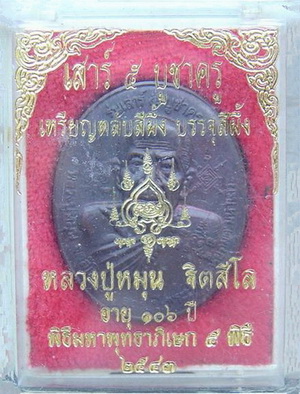 เสาร์ ๕ บูชาครู
เหรียญตลับสีผึ้ง บรรจุสีผึ้ง
หลวงปู่หมุน ฐิตสีโล
อายุ ๑๐๖ ปี
พิธีมหาพุทธาภิเษก ๕ พิธี
๒๕๔๓